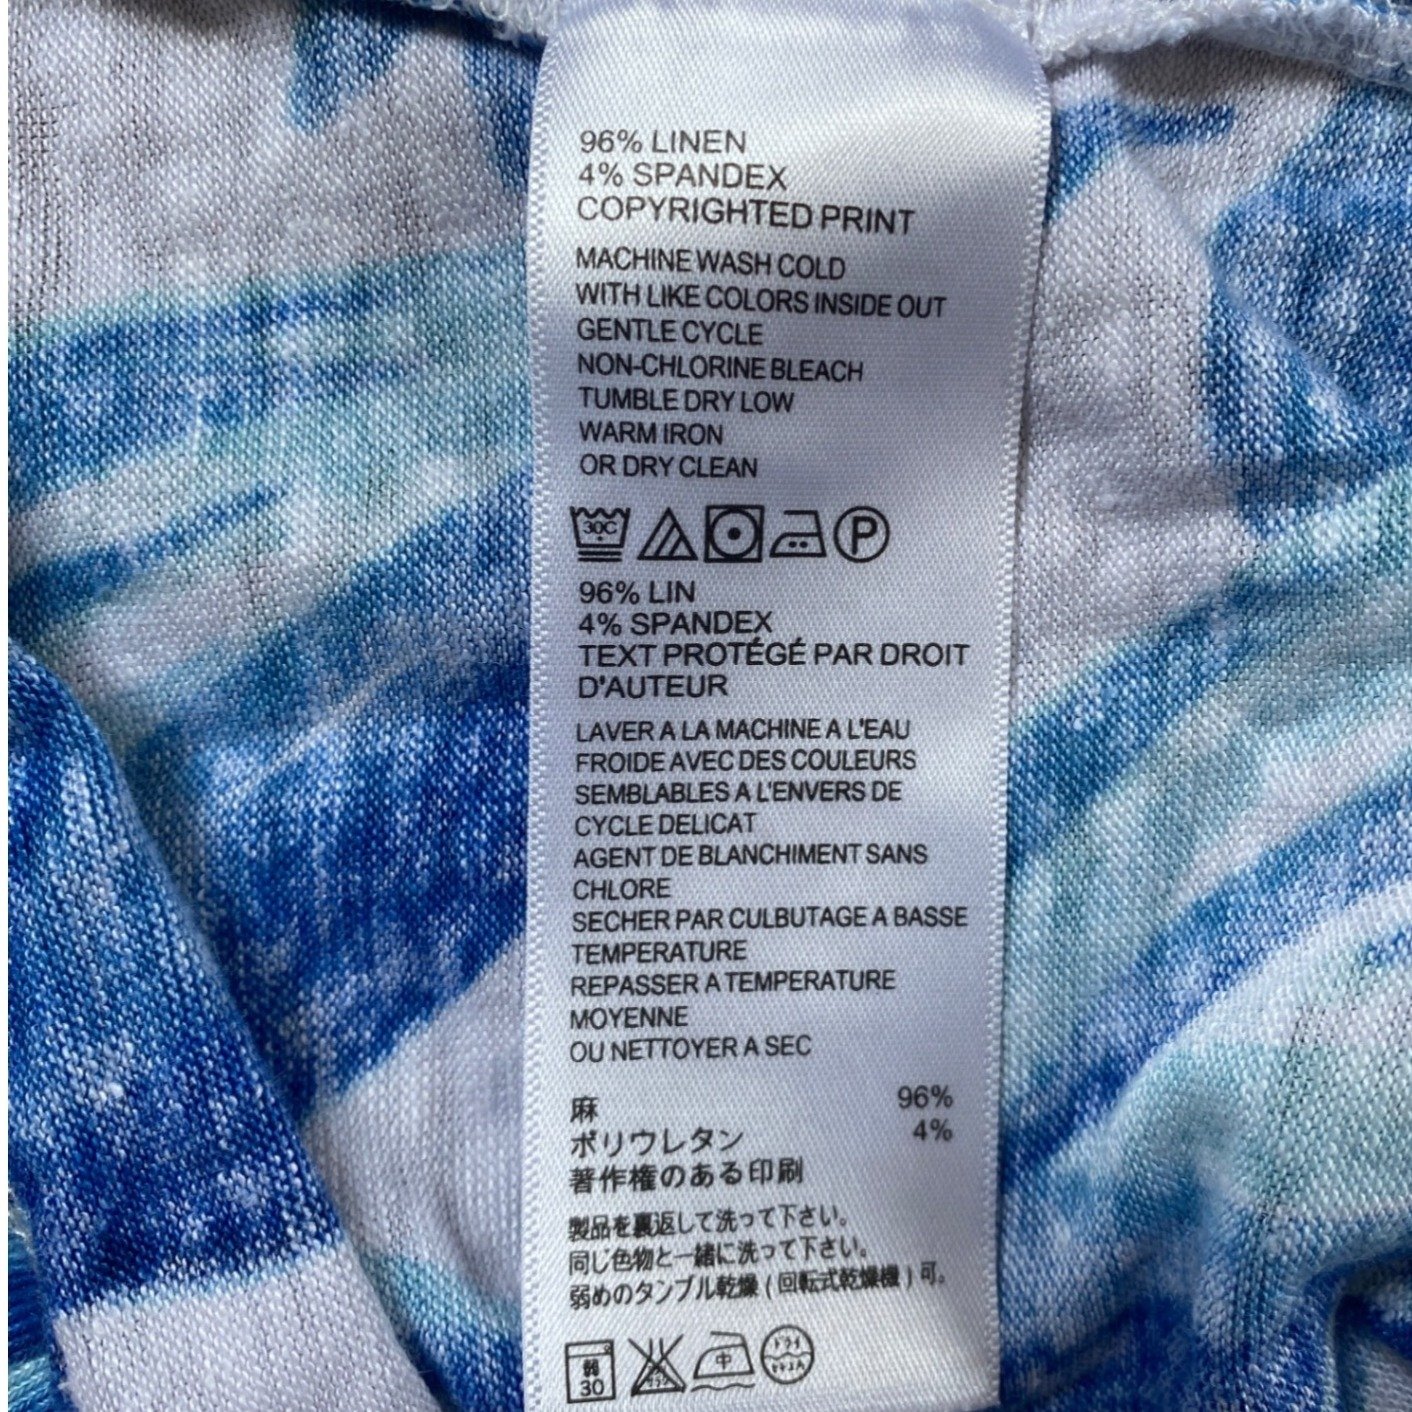 96% LINEN
4% SPANDEX
COPYRIGHTED PRINT
MACHINE WASH COLD
WITH LIKE COLORS INSIDE OUT
GENTLE CYCLE
NON-CHLORINE BLEACH
TUMBLE DRY LOW
WARM IRON
OR DRY CLEAN
30C P
96% LIN
4% SPANDEX
TEXT PROTÉGÉ PAR DROIT
D'AUTEUR
LAVER A LA MACHINE A L'EAU
FROIDE AVEC DES COULEURS
SEMBLABLES A L'ENVERS DE
CYCLE DELICAT
AGENT DE BLANCHIMENT SANS
CHLORE
SECHER PAR CULBUTAGE A BASSE
TEMPERATURE
REPASSER A TEMPERATURE
MOYENNE
OU NETTOYER A SEC
麻 96%
ポリウレタン 4%
著作権のある印刷
製品を裏返して洗って下さい。
同じ色物と一緒に洗って下さい。
弱めのタンブル乾燥(回転式乾燥機)可。
弱 中 ドライ
30